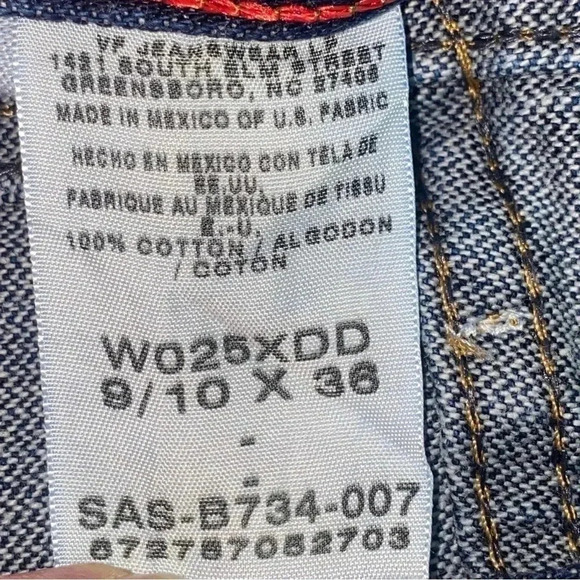 VF JEANSWEAR LP
1421 SOUTH ELM STREET
GREENSBORO, NC 27406
MADE IN MEXICO OF U.S. FABRIC
HECHO EN MEXICO CON TELA DE
EE.UU.
FABRIQUE AU MEXIQUE DE TISSU
E.-U.
100% COTTON / ALGODON
/ COTON
W025XDD
9/10 X 36
-
-
SAS-B734-007
872787052703